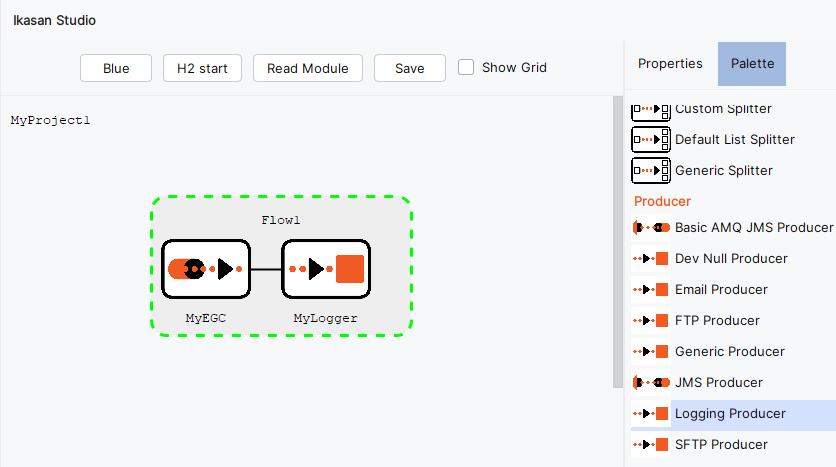 Ikasan Studio
Blue H2 start Read Module Save Show Grid
Properties Palette
MyProject1
Flow1
MyEGC MyLogger
Custom Splitter
Default List Splitter
Generic Splitter
Producer
Basic AMQ JMS Producer
Dev Null Producer
Email Producer
FTP Producer
Generic Producer
JMS Producer
Logging Producer
SFTP Producer